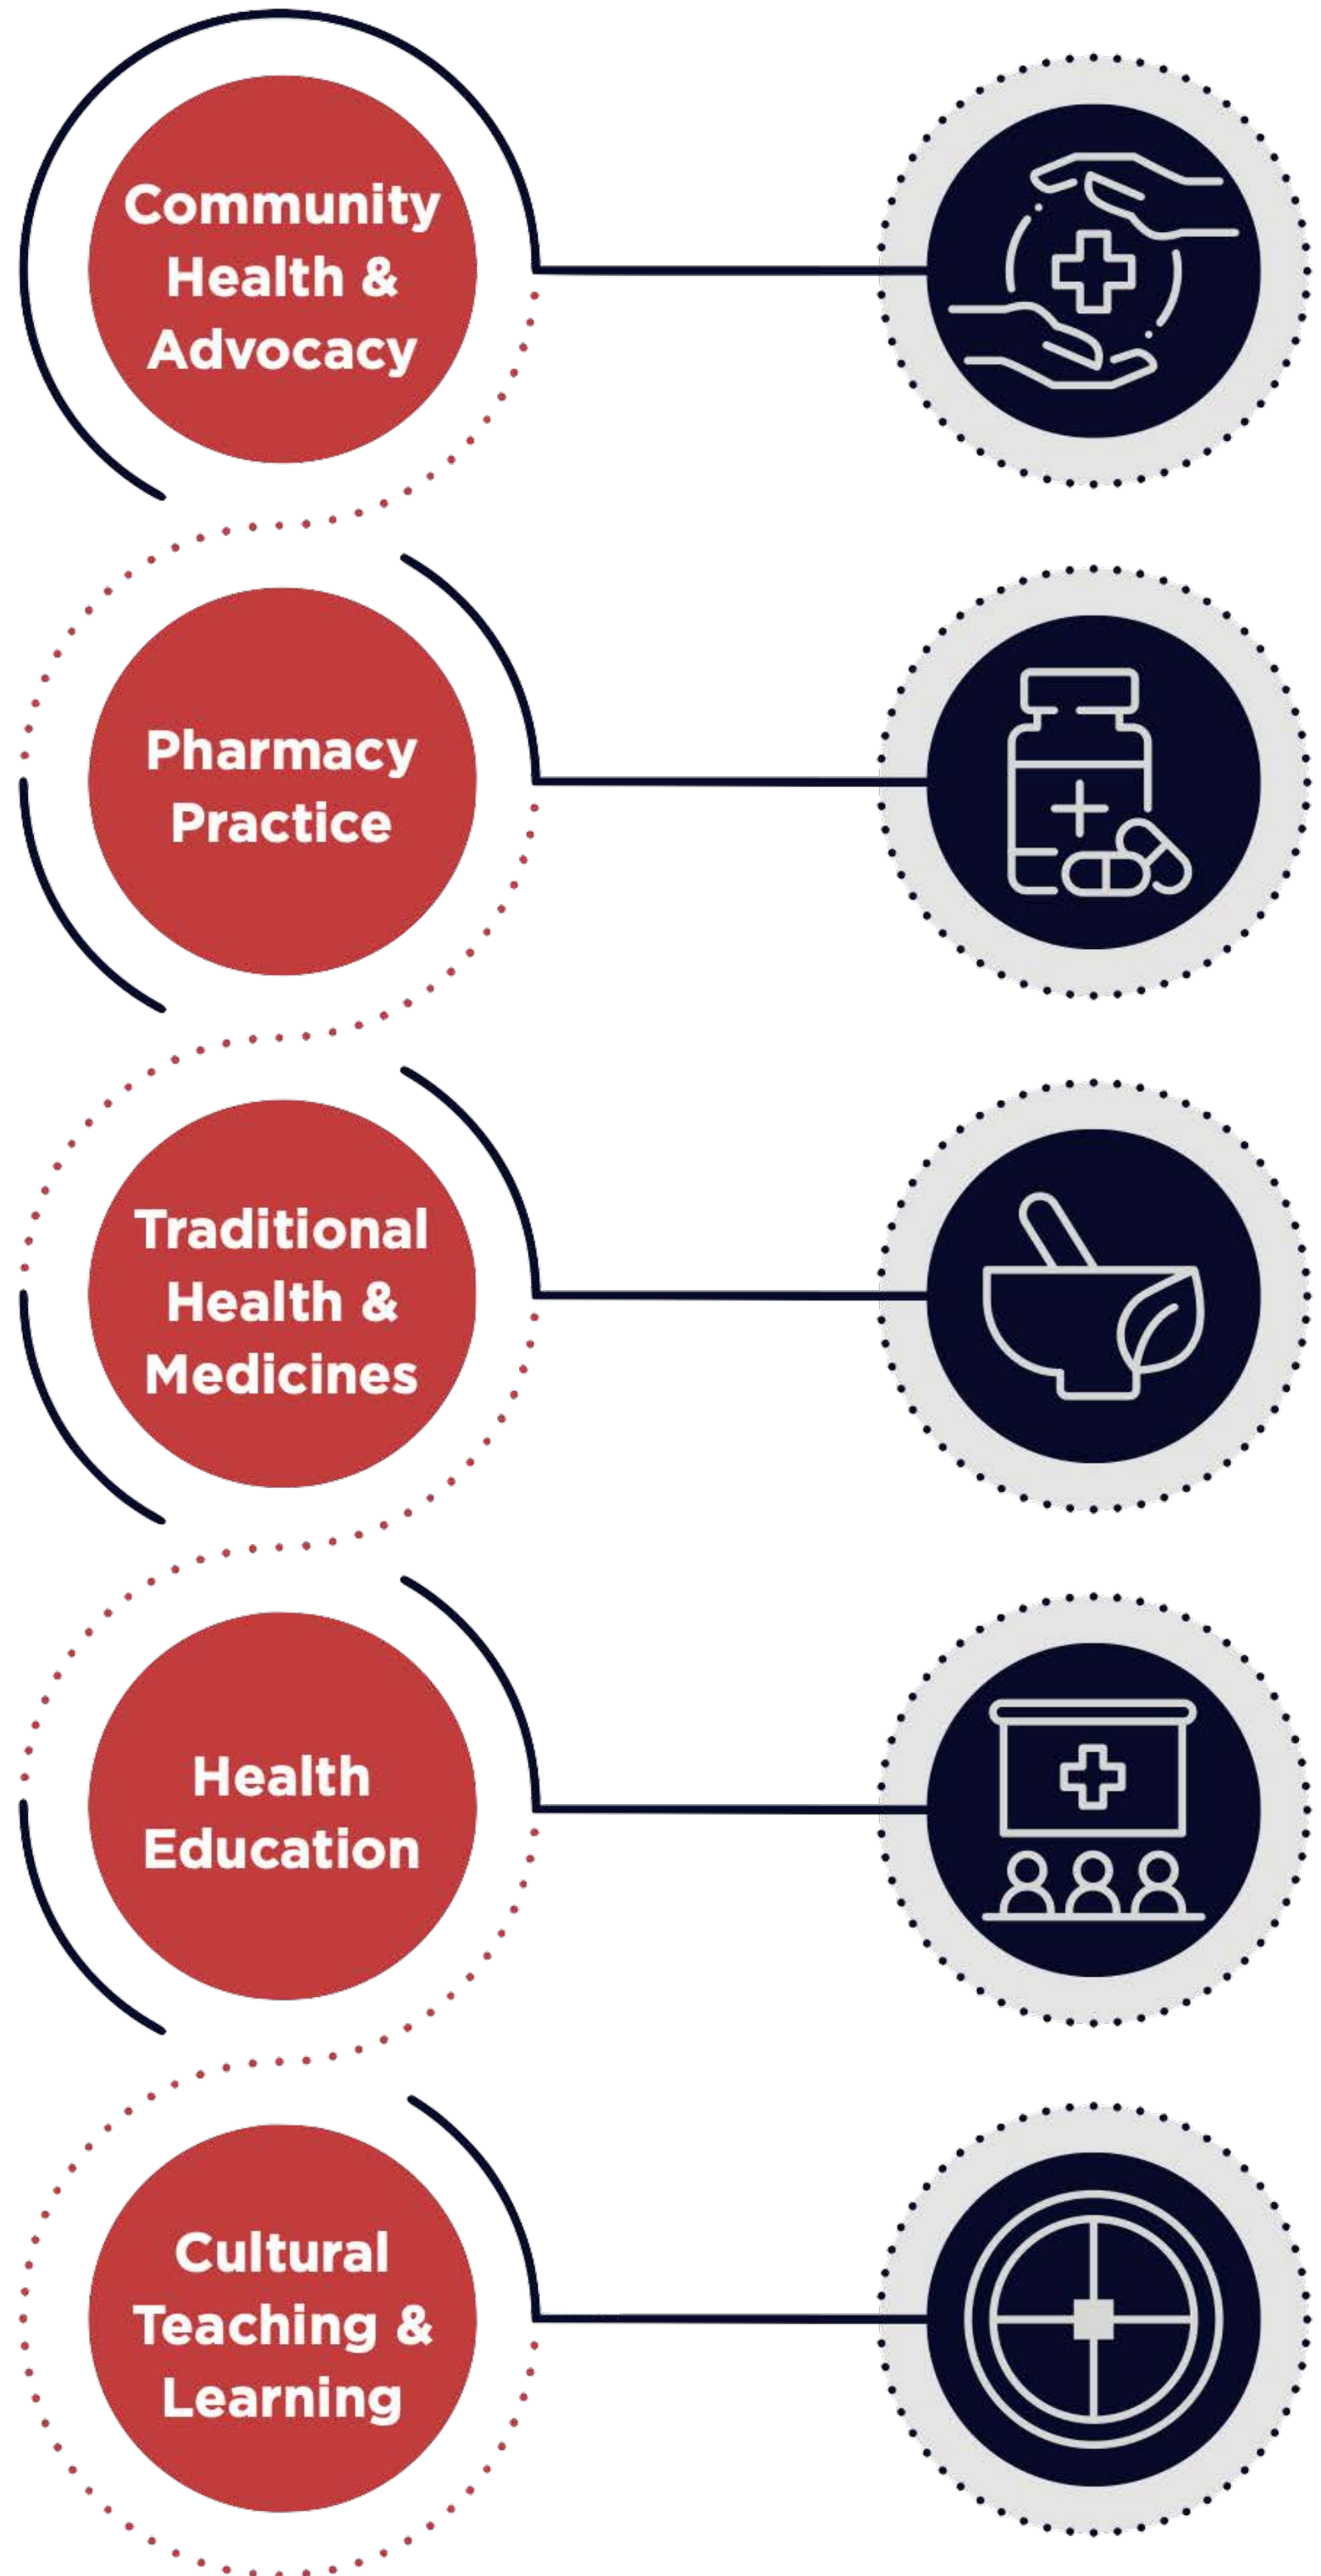 Community
Health &
Advocacy
Pharmacy
Practice
Traditional
Health &
Medicines
Health
Education
Cultural
Teaching &
Learning